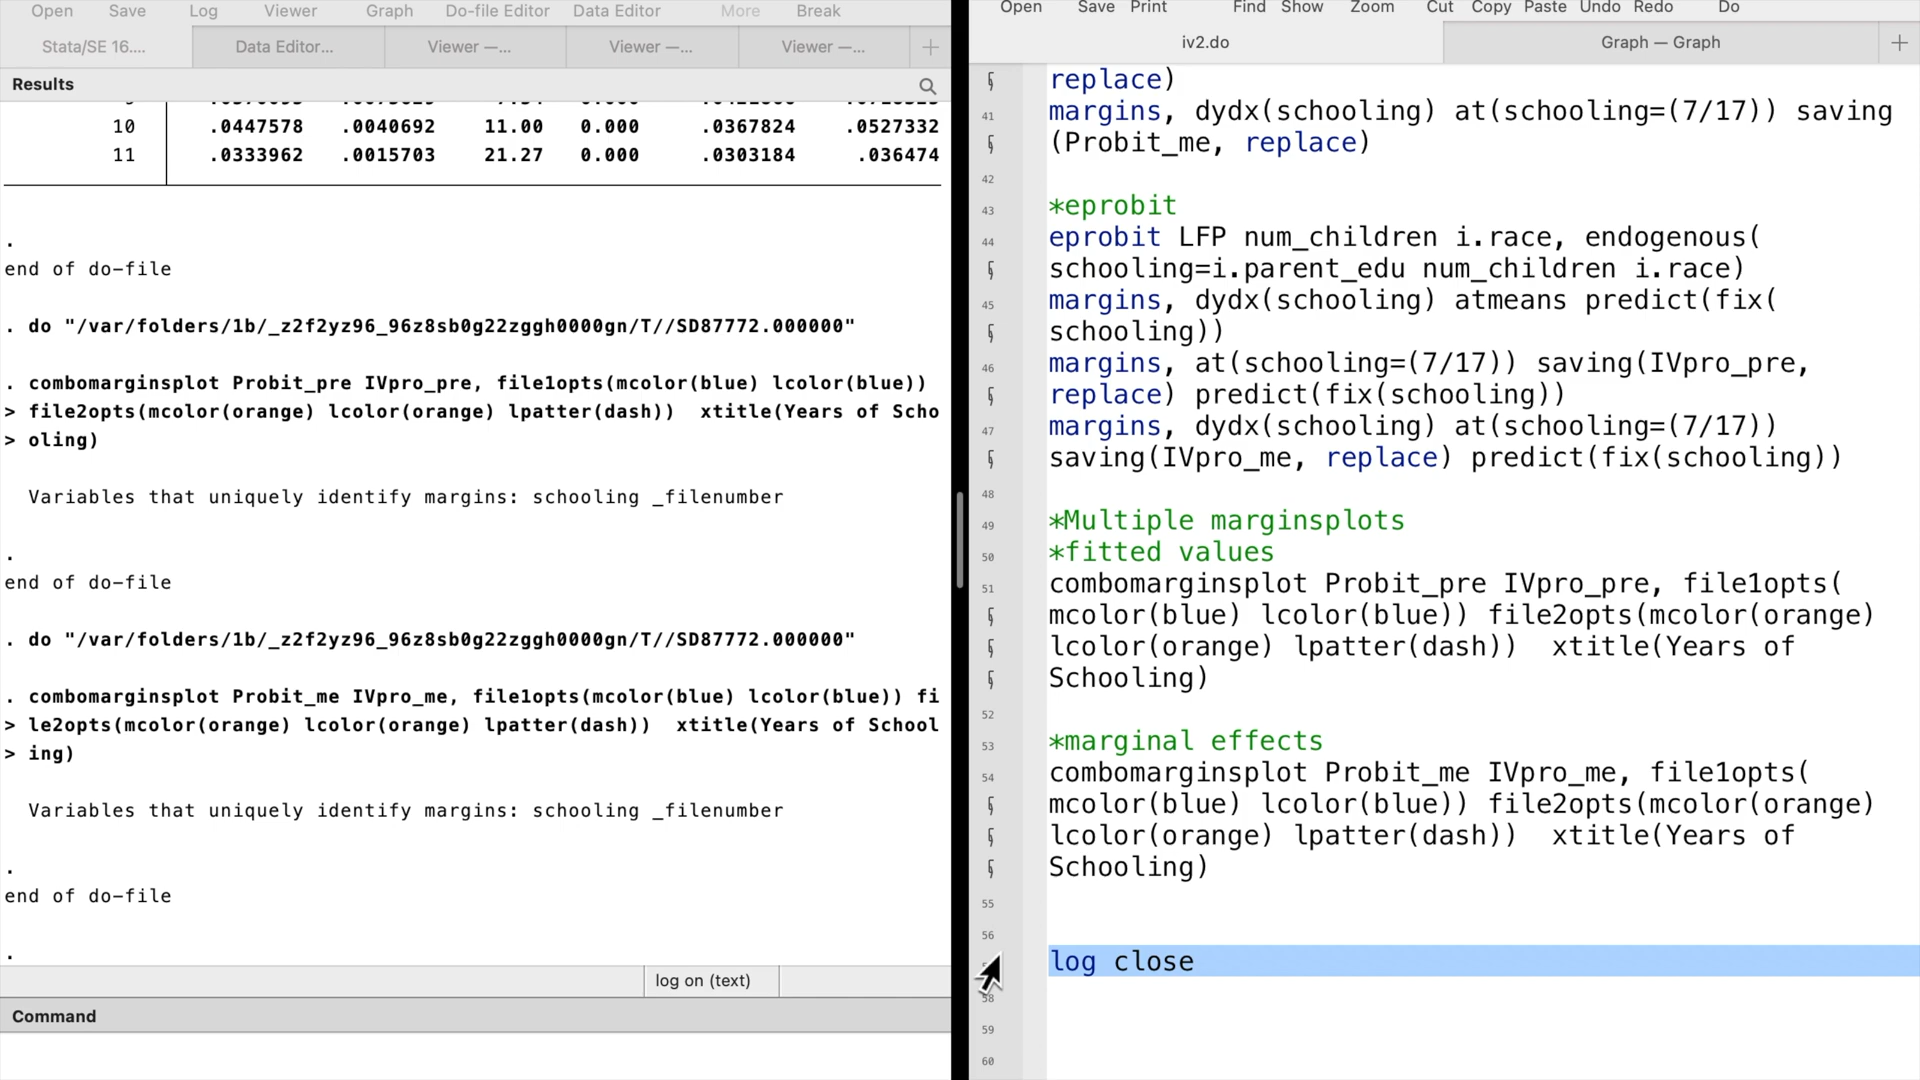 Open Save Log Viewer Graph Do-file Editor Data Editor More Break
Stata/SE 16.... Data Editor... Viewer —... Viewer —... Viewer —... +
Results
10 .0447578 .0040692 11.00 0.000 .0367824 .0527332
11 .0333962 .0015703 21.27 0.000 .0303184 .036474
.
end of do-file
. do "/var/folders/1b/_z2f2yz96_96z8sb0g22zggh0000gn/T//SD87772.000000"
. combomarginsplot Probit_pre IVpro_pre, file1opts(mcolor(blue) lcolor(blue))
> file2opts(mcolor(orange) lcolor(orange) lpatter(dash))  xtitle(Years of Scho
> oling)
Variables that uniquely identify margins: schooling _filenumber
.
end of do-file
. do "/var/folders/1b/_z2f2yz96_96z8sb0g22zggh0000gn/T//SD87772.000000"
. combomarginsplot Probit_me IVpro_me, file1opts(mcolor(blue) lcolor(blue)) fi
> le2opts(mcolor(orange) lcolor(orange) lpatter(dash))  xtitle(Years of School
> ing)
Variables that uniquely identify margins: schooling _filenumber
.
end of do-file
.
log on (text)
Command
Open Save Print Find Show Zoom Cut Copy Paste Undo Redo Do
iv2.do Graph — Graph +
replace)
41 margins, dydx(schooling) at(schooling=(7/17)) saving
(Probit_me, replace)
42
43 *eprobit
44 eprobit LFP num_children i.race, endogenous(
schooling=i.parent_edu num_children i.race)
45 margins, dydx(schooling) atmeans predict(fix(
schooling))
46 margins, at(schooling=(7/17)) saving(IVpro_pre,
replace) predict(fix(schooling))
47 margins, dydx(schooling) at(schooling=(7/17))
saving(IVpro_me, replace) predict(fix(schooling))
48
49 *Multiple marginsplots
50 *fitted values
51 combomarginsplot Probit_pre IVpro_pre, file1opts(
mcolor(blue) lcolor(blue)) file2opts(mcolor(orange)
lcolor(orange) lpatter(dash))  xtitle(Years of
Schooling)
52
53 *marginal effects
54 combomarginsplot Probit_me IVpro_me, file1opts(
mcolor(blue) lcolor(blue)) file2opts(mcolor(orange)
lcolor(orange) lpatter(dash))  xtitle(Years of
Schooling)
55
56
log close
58
59
60